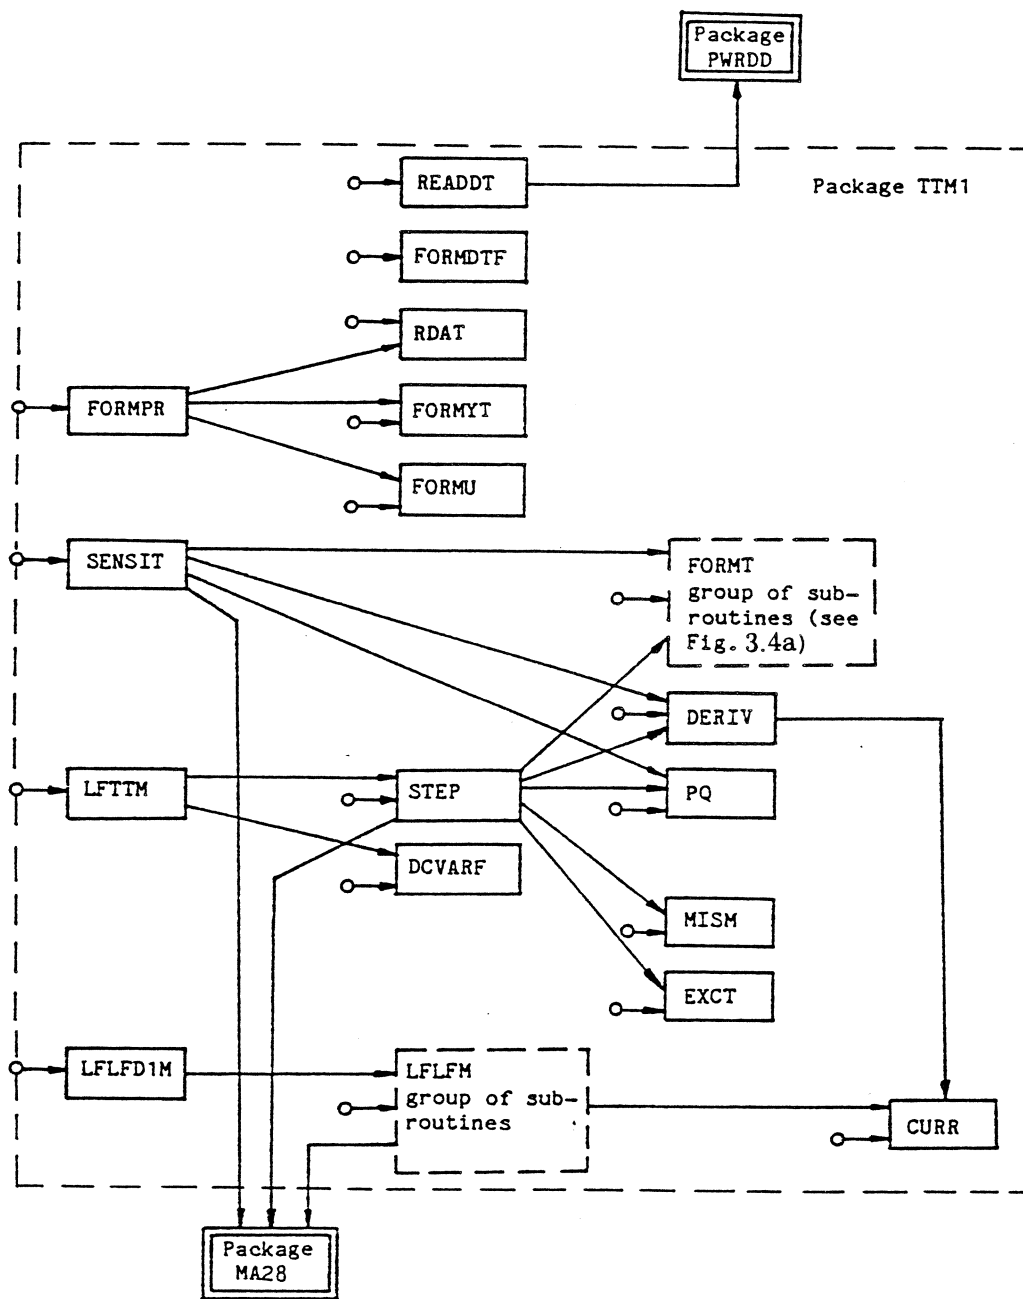 Package
PWRDD
READDT
Package TTM1
FORMDTF
RDAT
FORMPR
FORMYT
FORMU
SENSIT
FORMT
group of sub-
routines (see
Fig. 3.4a)
DERIV
LFTTM
STEP
PQ
DCVARF
MISM
EXCT
LFLFD1M
LFLFM
group of sub-
routines
CURR
Package
MA28